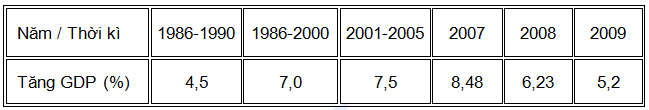 Năm / Thời kì 1986-1990 1986-2000 2001-2005 2007 2008 2009
Tăng GDP (%) 4,5 7,0 7,5 8,48 6,23 5,2